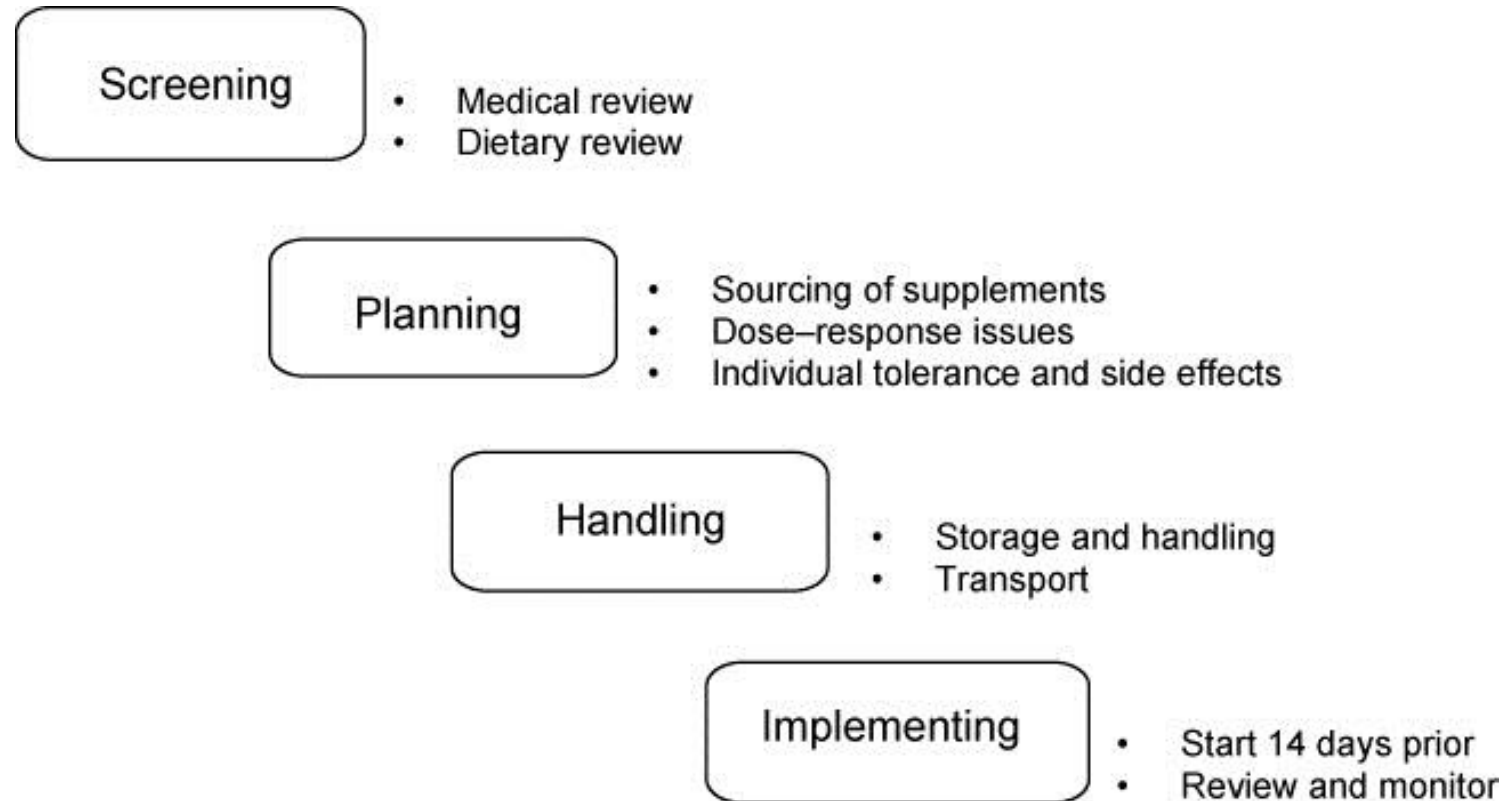 Screening
• Medical review
• Dietary review
Planning
• Sourcing of supplements
• Dose–response issues
• Individual tolerance and side effects
Handling
• Storage and handling
• Transport
Implementing
• Start 14 days prior
• Review and monitor